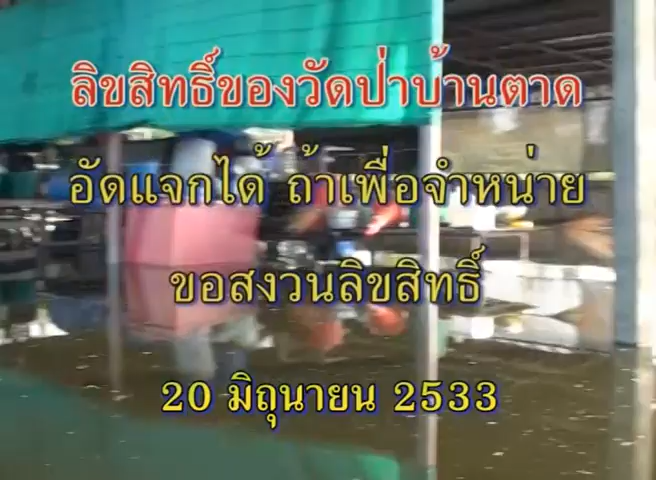 ลิขสิทธิ์ของวัดป่าบ้านตาด
อัดแจกได้ ถ้าเพื่อจำหน่าย
ขอสงวนลิขสิทธิ์
20 มิถุนายน 2533